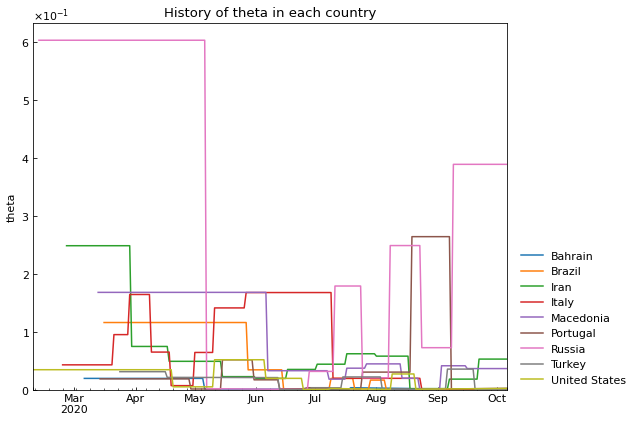 History of theta in each country
×10⁻¹
6
5
4
3
2
1
0
theta
Mar Apr May Jun Jul Aug Sep Oct
2020
Bahrain
Brazil
Iran
Italy
Macedonia
Portugal
Russia
Turkey
United States